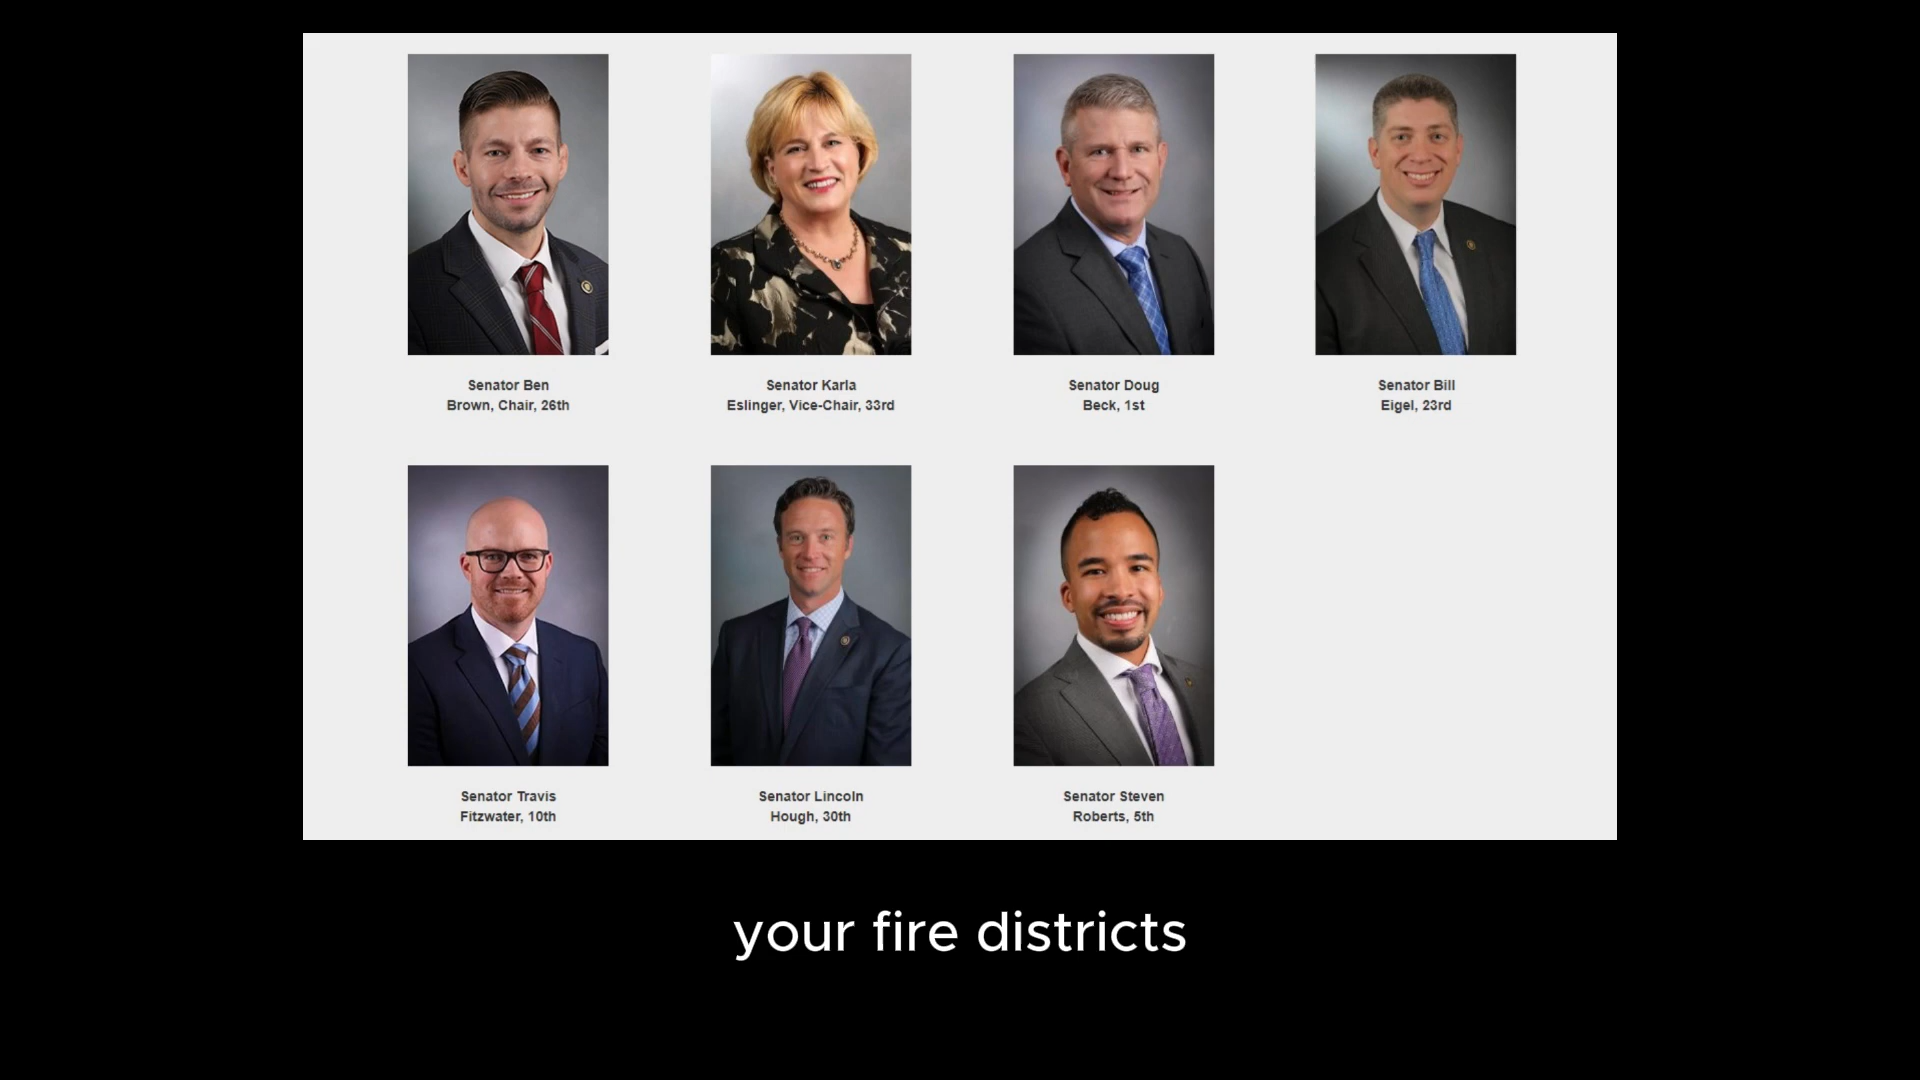 Senator Ben
Brown, Chair, 26th
Senator Karla
Eslinger, Vice-Chair, 33rd
Senator Doug
Beck, 1st
Senator Bill
Eigel, 23rd
Senator Travis
Fitzwater, 10th
Senator Lincoln
Hough, 30th
Senator Steven
Roberts, 5th
your fire districts